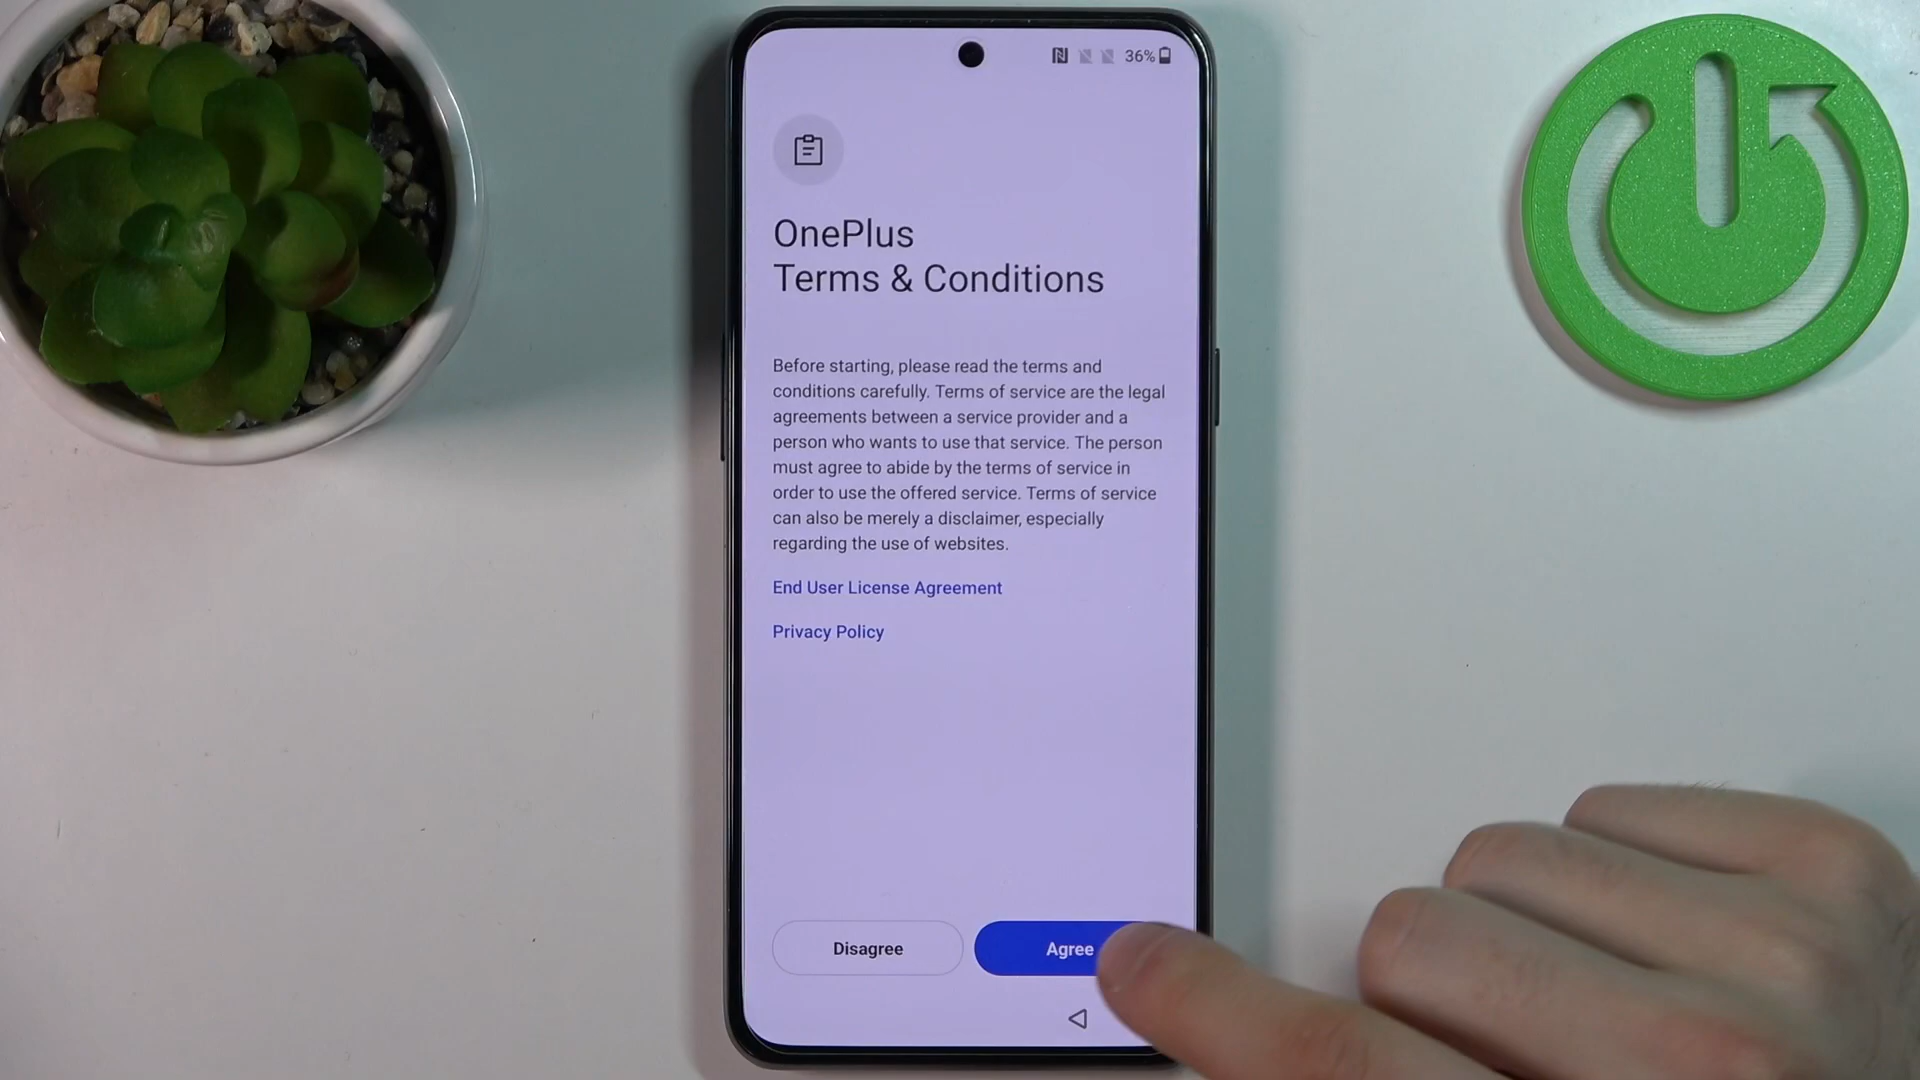 36%
OnePlus
Terms & Conditions
Before starting, please read the terms and
conditions carefully. Terms of service are the legal
agreements between a service provider and a
person who wants to use that service. The person
must agree to abide by the terms of service in
order to use the offered service. Terms of service
can also be merely a disclaimer, especially
regarding the use of websites.
End User License Agreement
Privacy Policy
Disagree
Agree